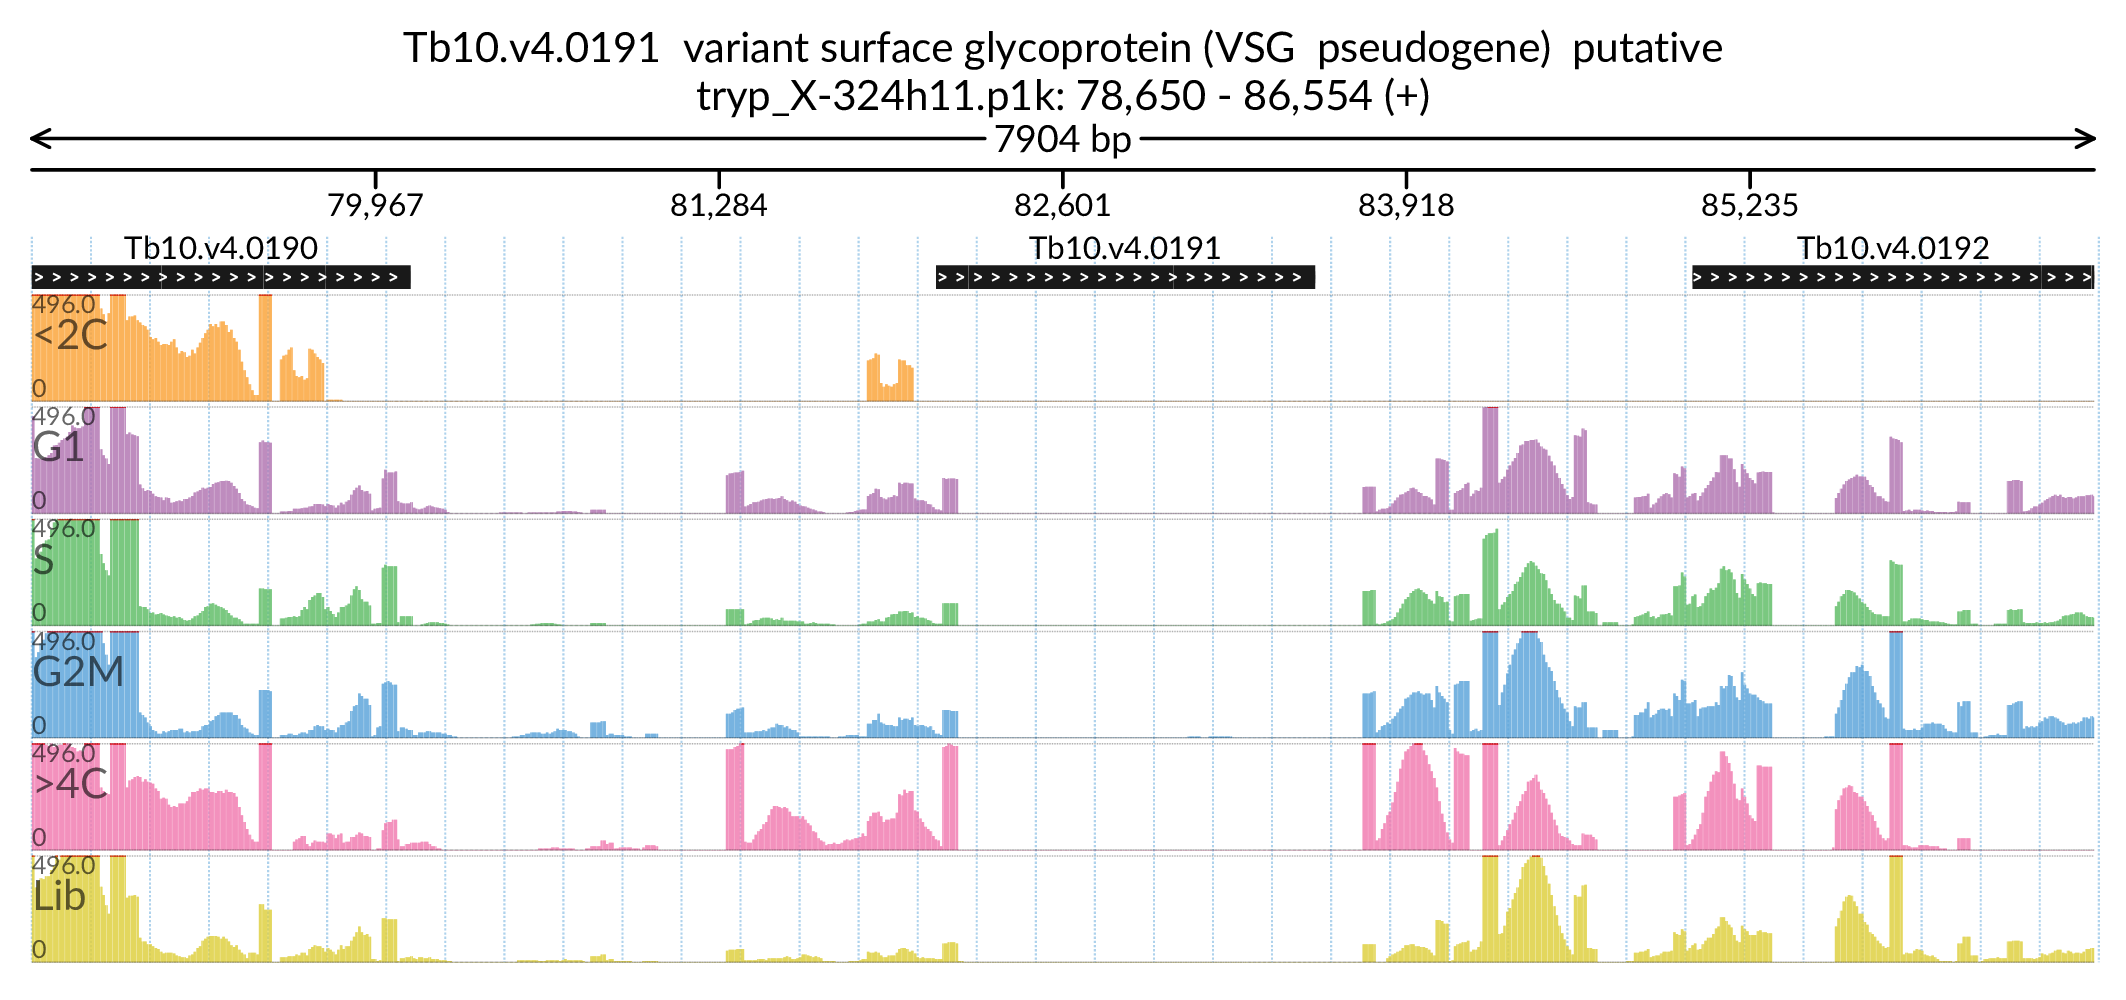 Tb10.v4.0191  variant surface glycoprotein (VSG  pseudogene)  putative
tryp_X-324h11.p1k: 78,650 - 86,554 (+)
7904 bp
79,967 81,284 82,601 83,918 85,235
Tb10.v4.0190 Tb10.v4.0191 Tb10.v4.0192
496.0
<2C
0
496.0
G1
0
496.0
S
0
496.0
G2M
0
496.0
>4C
0
496.0
Lib
0